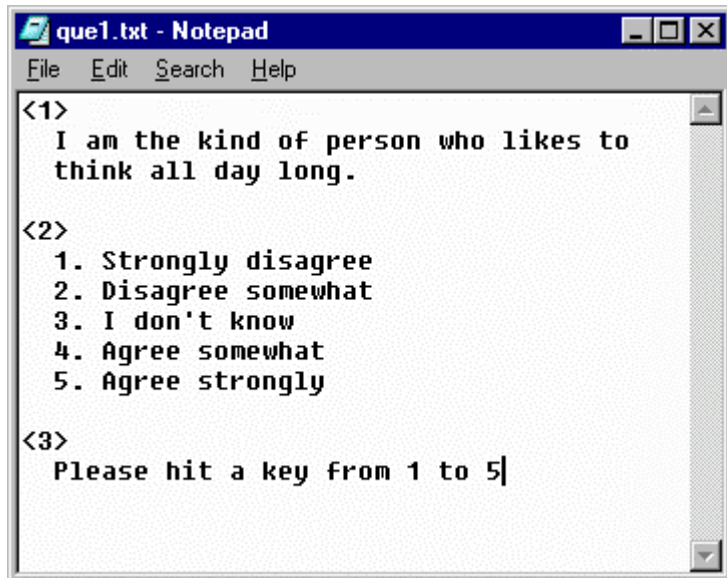 que1.txt - Notepad
File Edit Search Help
<1>
I am the kind of person who likes to
think all day long.
<2>
1. Strongly disagree
2. Disagree somewhat
3. I don't know
4. Agree somewhat
5. Agree strongly
<3>
Please hit a key from 1 to 5